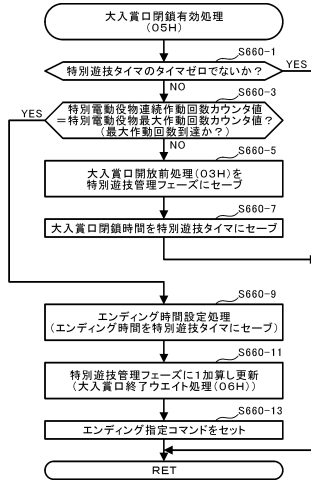 大入賞口閉鎖有効処理
(05H)
S660-1
特別遊技タイマのタイマゼロでないか?
YES
NO
S660-3
YES
特別電動役物連続作動回数カウンタ値
=特別電動役物最大作動回数カウンタ値?
(最大作動回数到達か?)
NO
S660-5
大入賞口開放前処理(03H)を
特別遊技管理フェーズにセーブ
S660-7
大入賞口閉鎖時間を特別遊技タイマにセーブ
S660-9
エンディング時間設定処理
(エンディング時間を特別遊技タイマにセーブ)
S660-11
特別遊技管理フェーズに1加算し更新
(大入賞口終了ウエイト処理(06H))
S660-13
エンディング指定コマンドをセット
RET